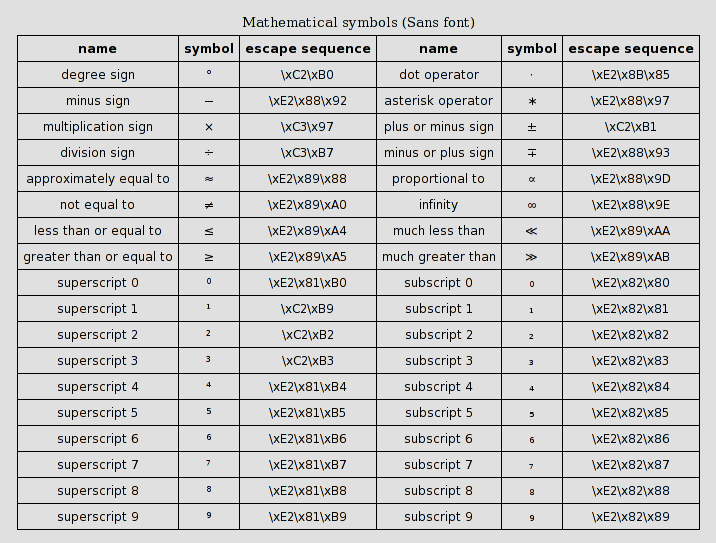 Mathematical symbols (Sans font)
name symbol escape sequence name symbol escape sequence
degree sign ° \xC2\xB0 dot operator ⋅ \xE2\x8B\x85
minus sign − \xE2\x88\x92 asterisk operator ∗ \xE2\x88\x97
multiplication sign × \xC3\x97 plus or minus sign ± \xC2\xB1
division sign ÷ \xC3\xB7 minus or plus sign ∓ \xE2\x88\x93
approximately equal to ≈ \xE2\x89\x88 proportional to ∝ \xE2\x88\x9D
not equal to ≠ \xE2\x89\xA0 infinity ∞ \xE2\x88\x9E
less than or equal to ≤ \xE2\x89\xA4 much less than ≪ \xE2\x89\xAA
greater than or equal to ≥ \xE2\x89\xA5 much greater than ≫ \xE2\x89\xAB
superscript 0 ⁰ \xE2\x81\xB0 subscript 0 ₀ \xE2\x82\x80
superscript 1 ¹ \xC2\xB9 subscript 1 ₁ \xE2\x82\x81
superscript 2 ² \xC2\xB2 subscript 2 ₂ \xE2\x82\x82
superscript 3 ³ \xC2\xB3 subscript 3 ₃ \xE2\x82\x83
superscript 4 ⁴ \xE2\x81\xB4 subscript 4 ₄ \xE2\x82\x84
superscript 5 ⁵ \xE2\x81\xB5 subscript 5 ₅ \xE2\x82\x85
superscript 6 ⁶ \xE2\x81\xB6 subscript 6 ₆ \xE2\x82\x86
superscript 7 ⁷ \xE2\x81\xB7 subscript 7 ₇ \xE2\x82\x87
superscript 8 ⁸ \xE2\x81\xB8 subscript 8 ₈ \xE2\x82\x88
superscript 9 ⁹ \xE2\x81\xB9 subscript 9 ₉ \xE2\x82\x89